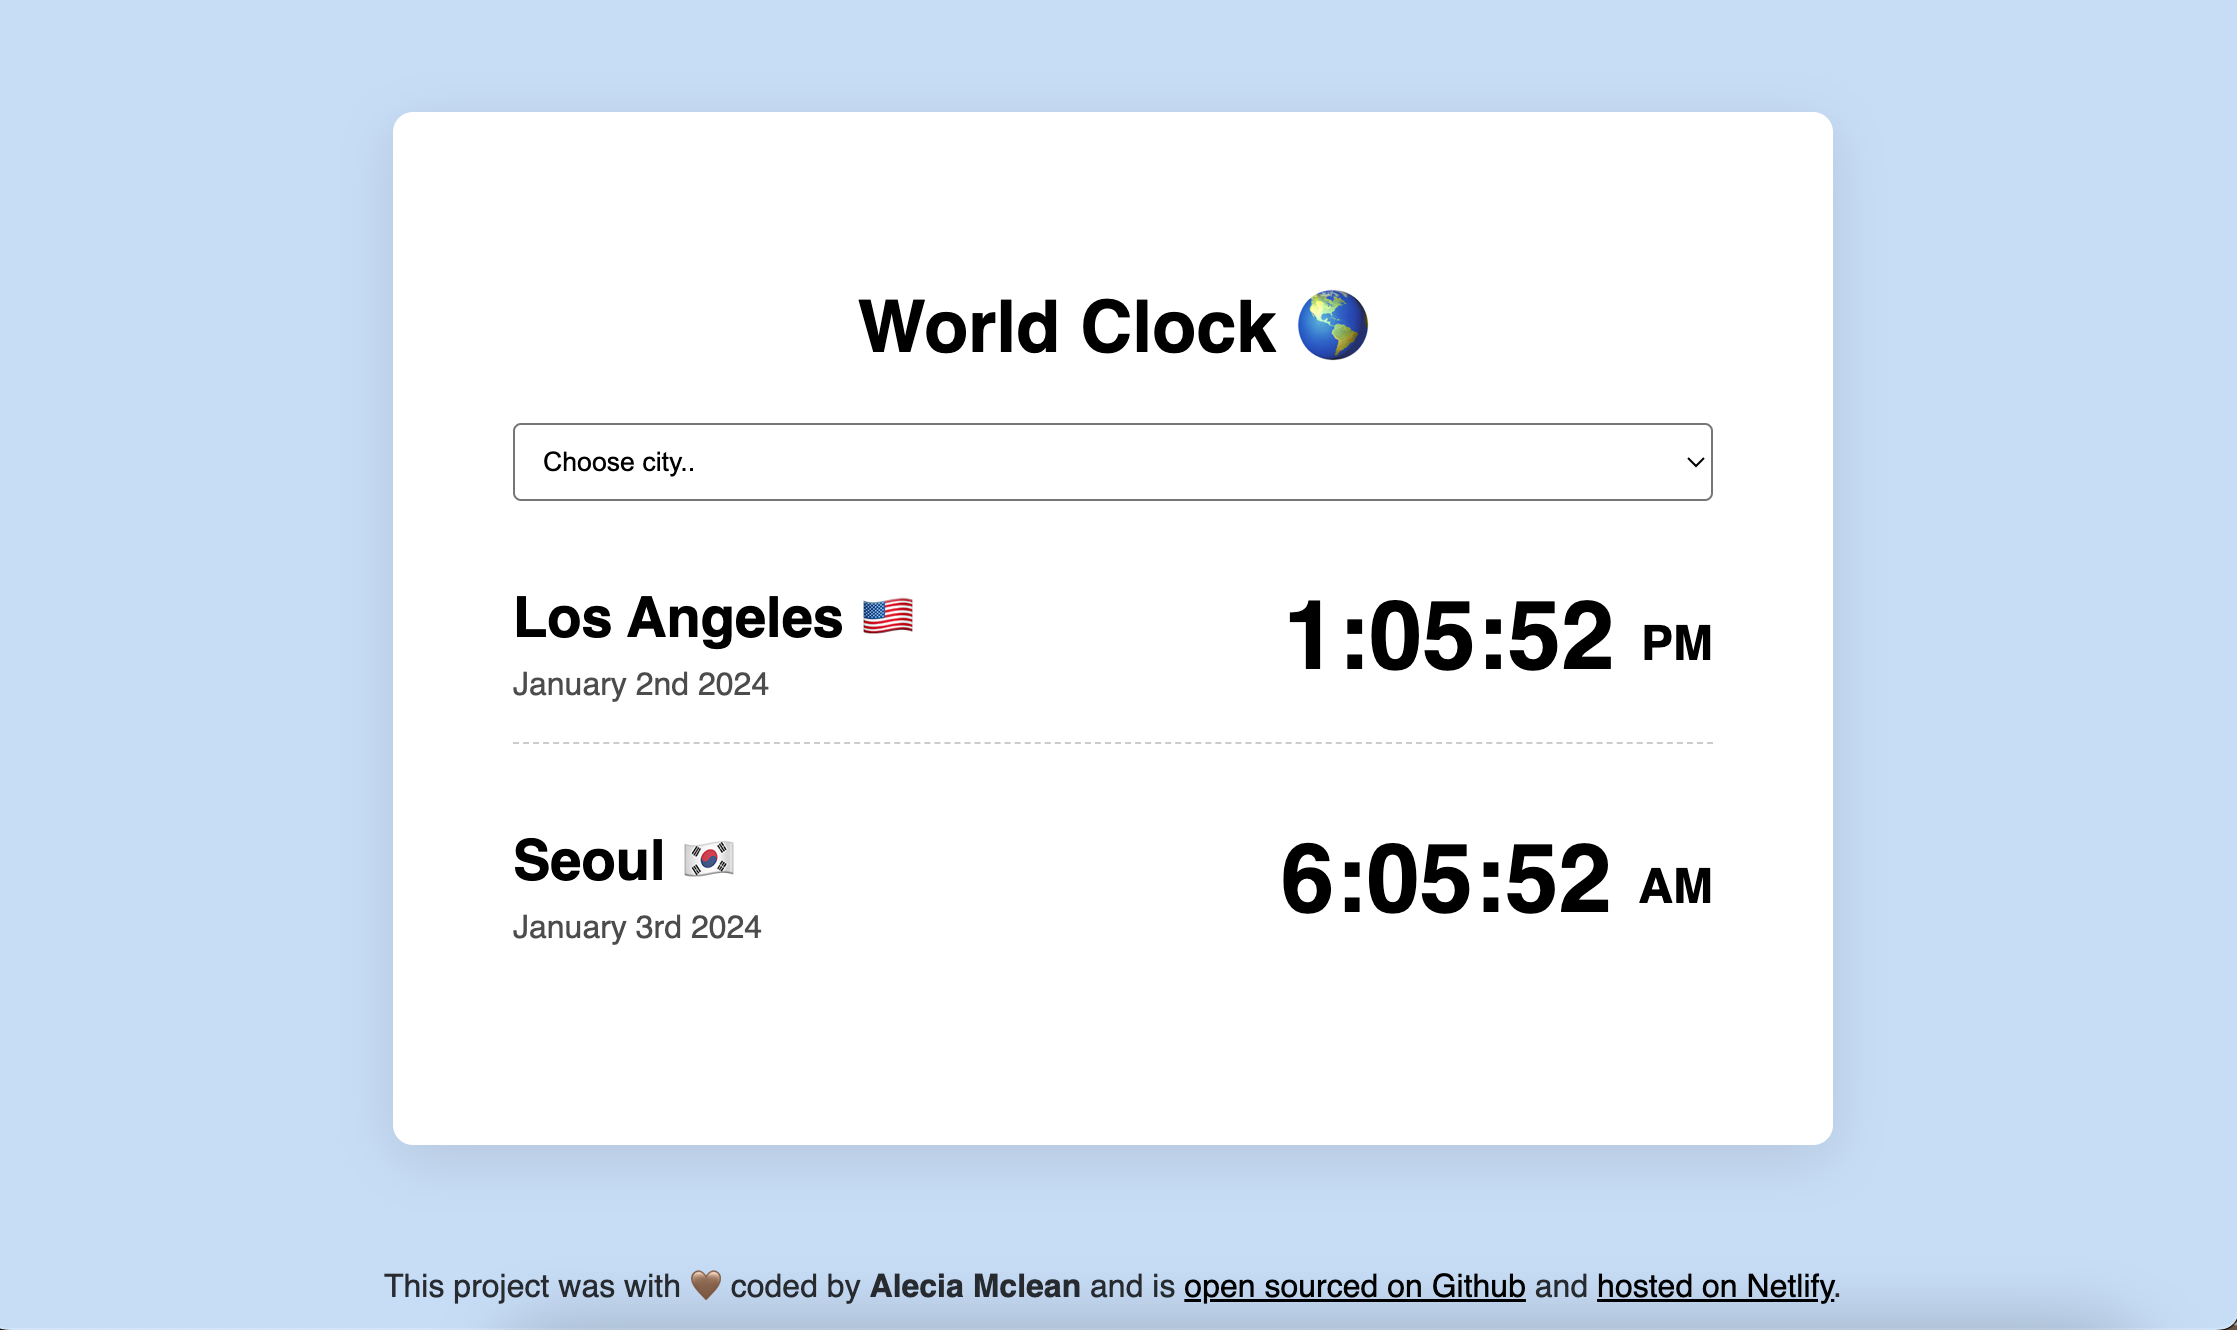 World Clock 🌎
Choose city..
Los Angeles 🇺🇸
1:05:52 PM
January 2nd 2024
Seoul 🇰🇷
6:05:52 AM
January 3rd 2024
This project was with 🤎 coded by Alecia Mclean and is open sourced on Github and hosted on Netlify.